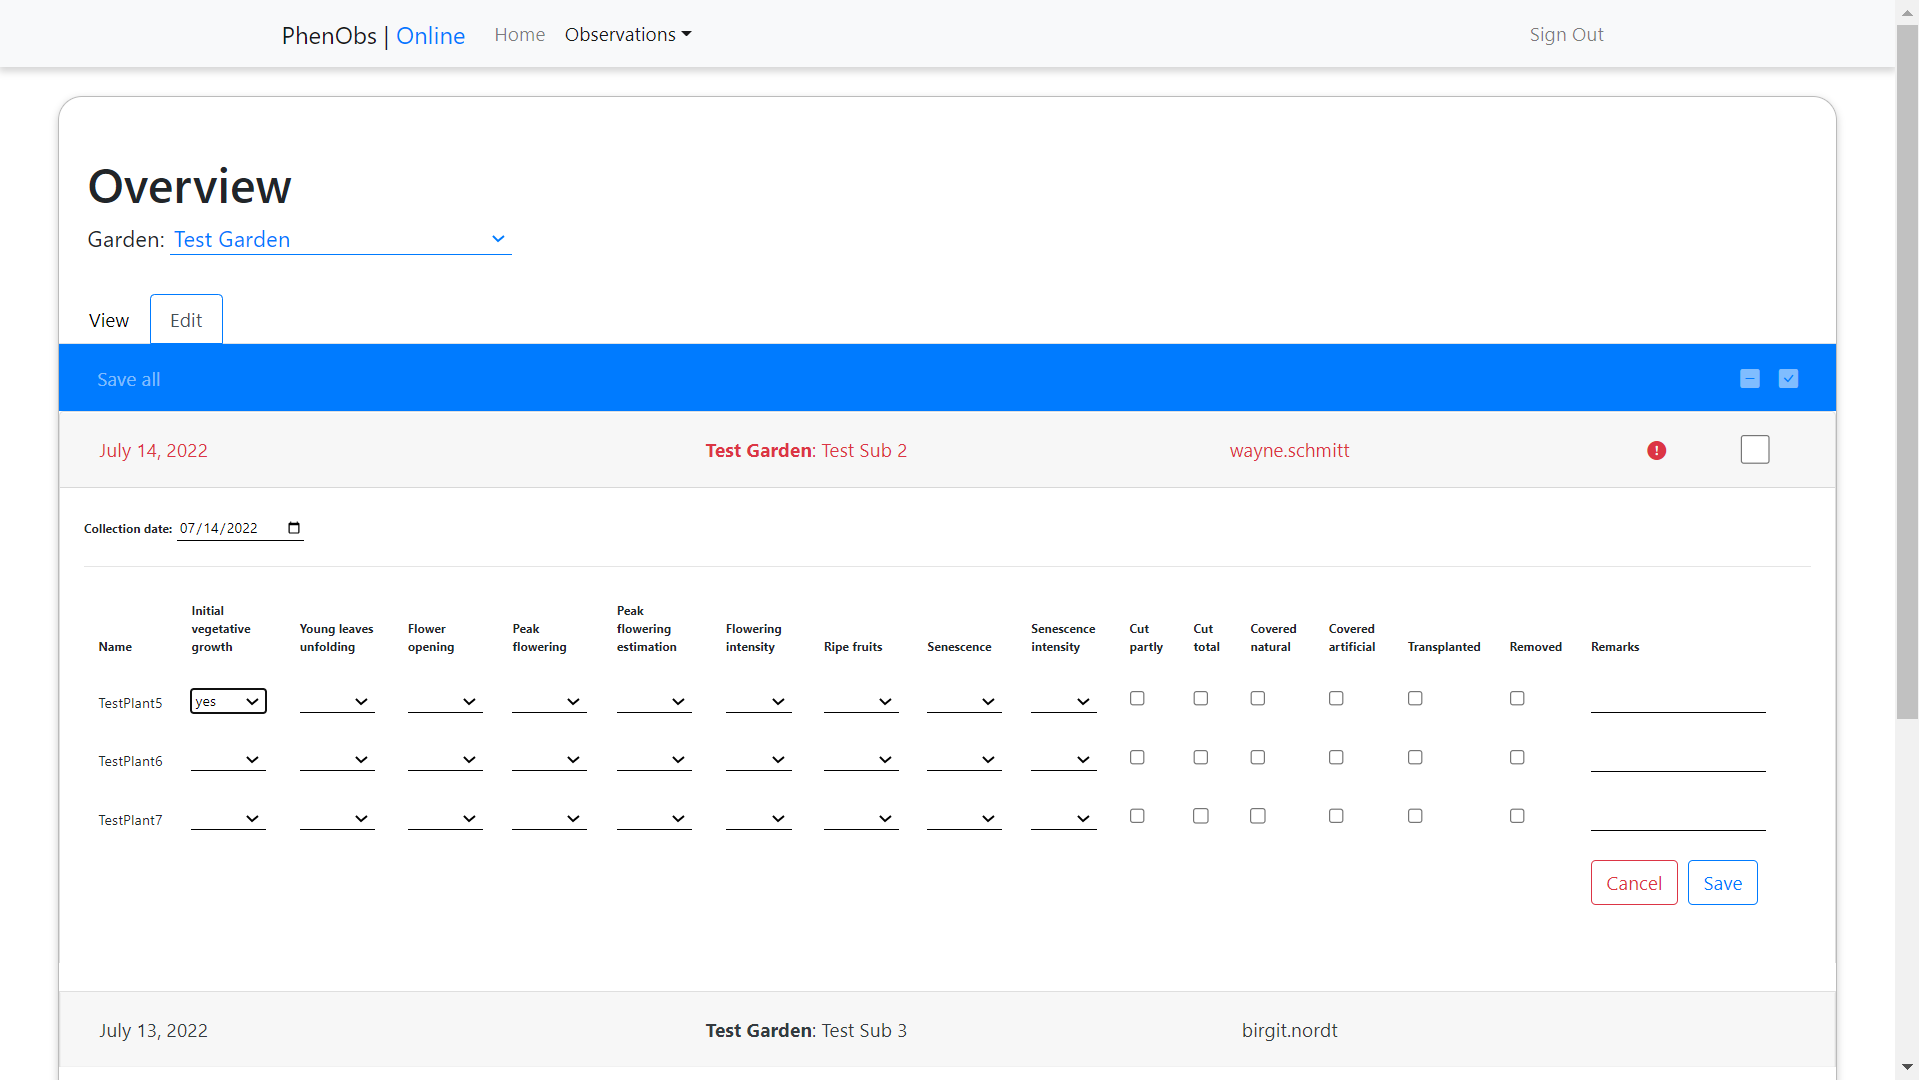 PhenObs | Online Home Observations Sign Out
Overview
Garden: Test Garden
View Edit
Save all
July 14, 2022 Test Garden: Test Sub 2 wayne.schmitt
Collection date: 07/14/2022
Name Initial vegetative growth Young leaves unfolding Flower opening Peak flowering Peak flowering estimation Flowering intensity Ripe fruits Senescence Senescence intensity Cut partly Cut total Covered natural Covered artificial Transplanted Removed Remarks
TestPlant5 yes
TestPlant6
TestPlant7
Cancel Save
July 13, 2022 Test Garden: Test Sub 3 birgit.nordt